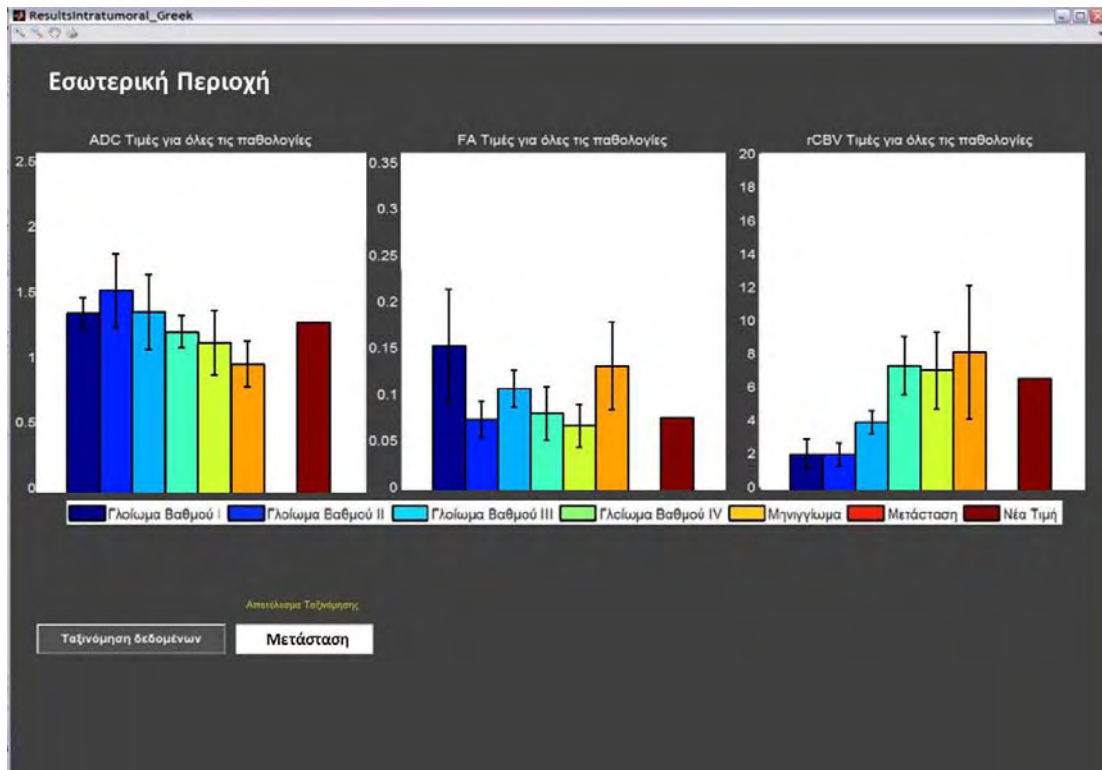 ResultsIntratumoral_Greek
Εσωτερική Περιοχή
ADC Τιμές για όλες τις παθολογίες
FA Τιμές για όλες τις παθολογίες
rCBV Τιμές για όλες τις παθολογίες
2.5
2
1.5
1
0.5
0
0.35
0.3
0.25
0.2
0.15
0.1
0.05
0
20
18
16
14
12
10
8
6
4
2
0
Γλοίωμα Βαθμού I Γλοίωμα Βαθμού II Γλοίωμα Βαθμού III Γλοίωμα Βαθμού IV Μηνιγγίωμα Μετάσταση Νέα Τιμή
Αποτέλεσμα Ταξινόμησης
Ταξινόμηση δεδομένων
Μετάσταση